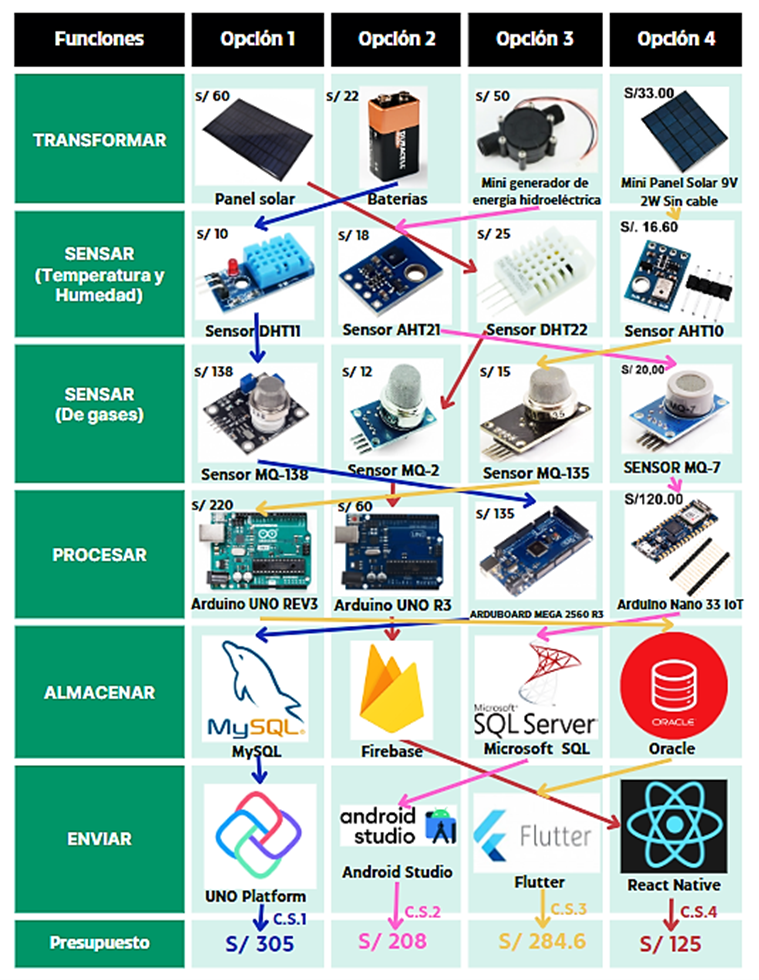 Funciones
Opción 1
Opción 2
Opción 3
Opción 4
TRANSFORMAR
S/ 60
Panel solar
S/ 22
DURACELL
Baterías
S/ 50
Mini generador de
energía hidroeléctrica
S/33.00
Mini Panel Solar 9V
2W Sin cable
SENSAR
(Temperatura y
Humedad)
S/ 10
Sensor DHT11
S/ 18
Sensor AHT21
S/ 25
Sensor DHT22
S/. 16.60
Sensor AHT10
SENSAR
(De gases)
S/ 138
Sensor MQ-138
S/ 12
Sensor MQ-2
S/ 15
Sensor MQ-135
S/ 20,00
MQ-7
SENSOR MQ-7
PROCESAR
S/ 220
Arduino UNO REV3
S/ 60
UNO
Arduino UNO R3
S/ 135
ARDUBOARD MEGA 2560 R3
S/120.00
Arduino Nano 33 IoT
ALMACENAR
MySQL
MySQL
Firebase
Microsoft
SQL Server
Microsoft SQL
ORACLE
Oracle
ENVIAR
UNO Platform
android
studio
Android Studio
Flutter
Flutter
React Native
C.S.1
C.S.2
C.S.3
C.S.4
Presupuesto
S/ 305
S/ 208
S/ 284.6
S/ 125